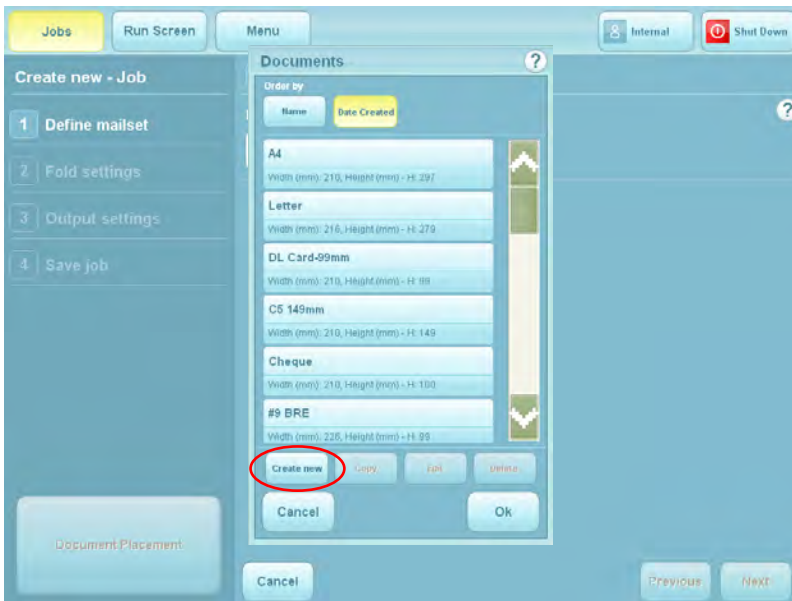 Jobs
Run Screen
Menu
Internal
Shut Down
Create new - Job
1 Define mailset
2 Fold settings
3 Output settings
4 Save job
Document Placement
Documents
?
?
Order by
Name
Date Created
A4
Width (mm): 210, Height (mm) - H: 297
Letter
Width (mm): 216, Height (mm) - H: 279
DL Card-99mm
Width (mm): 210, Height (mm) - H: 99
C5 149mm
Width (mm): 210, Height (mm) - H: 149
Cheque
Width (mm): 210, Height (mm) - H: 100
#9 BRE
Width (mm): 226, Height (mm) - H: 99
Create new
Copy
Edit
Delete
Cancel
Ok
Cancel
Previous
Next